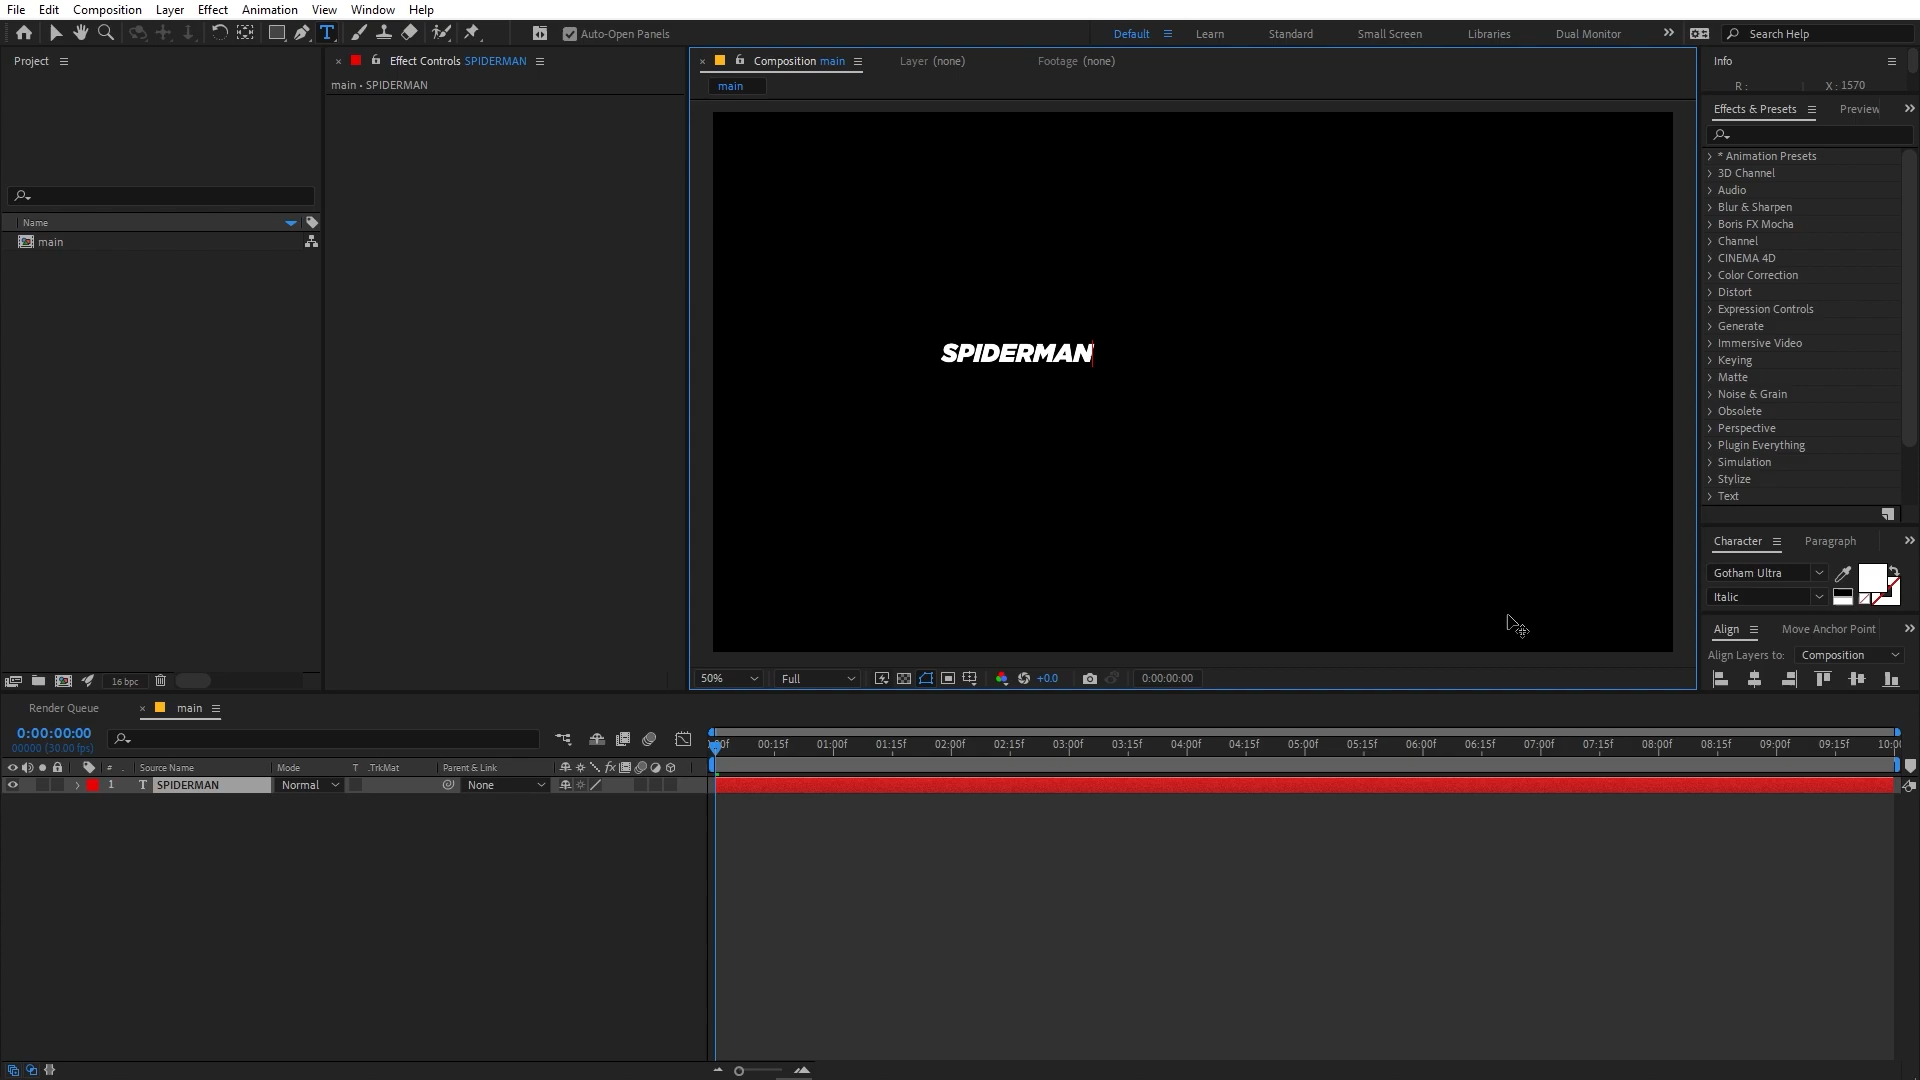 File Edit Composition Layer Effect Animation View Window Help
Auto-Open Panels Default Learn Standard Small Screen Libraries Dual Monitor Search Help
Project
Effect Controls SPIDERMAN
main • SPIDERMAN
Name
main
16 bpc
Composition main Layer (none) Footage (none)
main
SPIDERMAN
50% Full +0.0 0:00:00:00
Info
R : X : 1570
Effects & Presets Preview
* Animation Presets
3D Channel
Audio
Blur & Sharpen
Boris FX Mocha
Channel
CINEMA 4D
Color Correction
Distort
Expression Controls
Generate
Immersive Video
Keying
Matte
Noise & Grain
Obsolete
Perspective
Plugin Everything
Simulation
Stylize
Text
Character Paragraph
Gotham Ultra
Italic
Align Move Anchor Point
Align Layers to: Composition
Render Queue main
0:00:00:00
00000 (30.00 fps)
00:15f 01:00f 01:15f 02:00f 02:15f 03:00f 03:15f 04:00f 04:15f 05:00f 05:15f 06:00f 06:15f 07:00f 07:15f 08:00f 08:15f 09:00f 09:15f
# Source Name Mode T .TrkMat Parent & Link
1 T SPIDERMAN Normal None